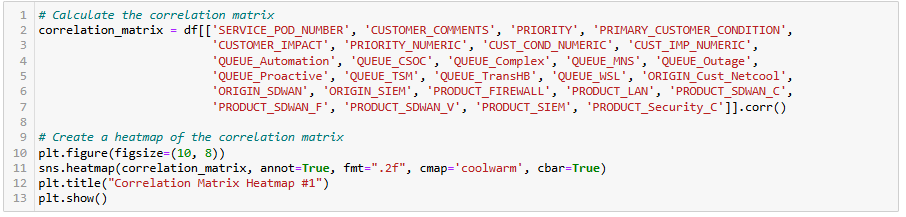 1 # Calculate the correlation matrix
2 correlation_matrix = df[['SERVICE_POD_NUMBER', 'CUSTOMER_COMMENTS', 'PRIORITY', 'PRIMARY_CUSTOMER_CONDITION',
3 'CUSTOMER_IMPACT', 'PRIORITY_NUMERIC', 'CUST_COND_NUMERIC', 'CUST_IMP_NUMERIC',
4 'QUEUE_Automation', 'QUEUE_CSOC', 'QUEUE_Complex', 'QUEUE_MNS', 'QUEUE_Outage',
5 'QUEUE_Proactive', 'QUEUE_TSM', 'QUEUE_TransHB', 'QUEUE_WSL', 'ORIGIN_Cust_Netcool',
6 'ORIGIN_SDWAN', 'ORIGIN_SIEM', 'PRODUCT_FIREWALL', 'PRODUCT_LAN', 'PRODUCT_SDWAN_C',
7 'PRODUCT_SDWAN_F', 'PRODUCT_SDWAN_V', 'PRODUCT_SIEM', 'PRODUCT_Security_C']].corr()
8
9 # Create a heatmap of the correlation matrix
10 plt.figure(figsize=(10, 8))
11 sns.heatmap(correlation_matrix, annot=True, fmt=".2f", cmap='coolwarm', cbar=True)
12 plt.title("Correlation Matrix Heatmap #1")
13 plt.show()